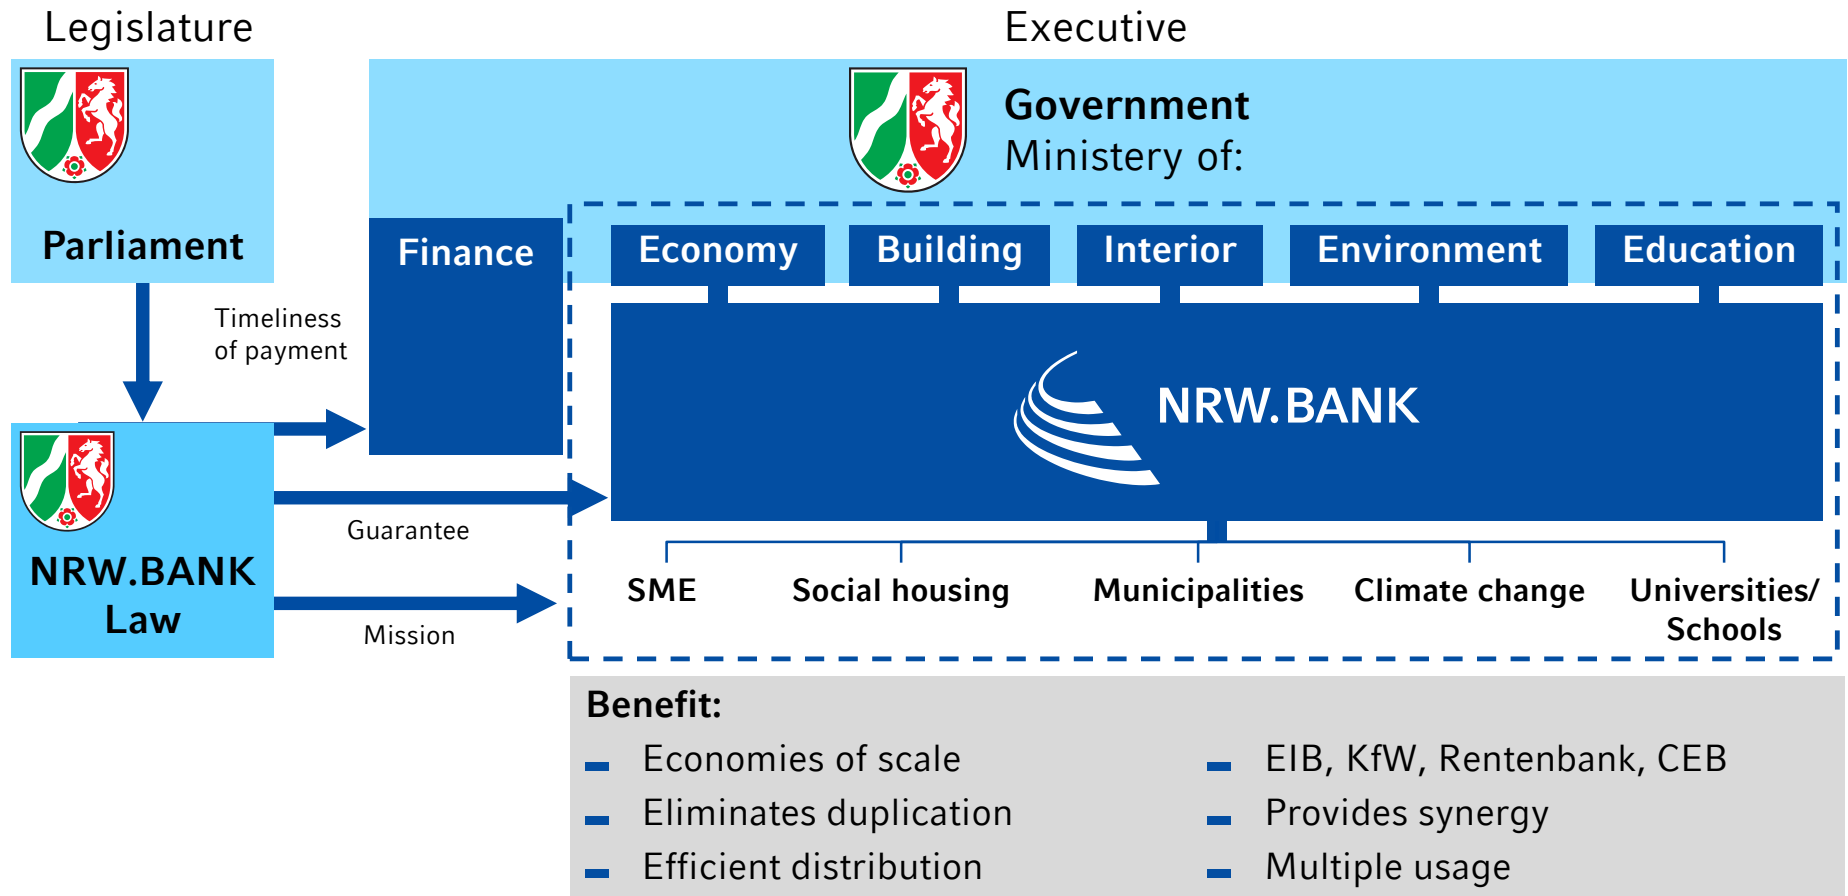 Legislature
Executive
Parliament
Government
Ministery of:
Finance
Economy
Building
Interior
Environment
Education
Timeliness
of payment
NRW.BANK
Guarantee
NRW.BANK
Law
Mission
SME
Social housing
Municipalities
Climate change
Universities/
Schools
Benefit:
Economies of scale
Eliminates duplication
Efficient distribution
EIB, KfW, Rentenbank, CEB
Provides synergy
Multiple usage